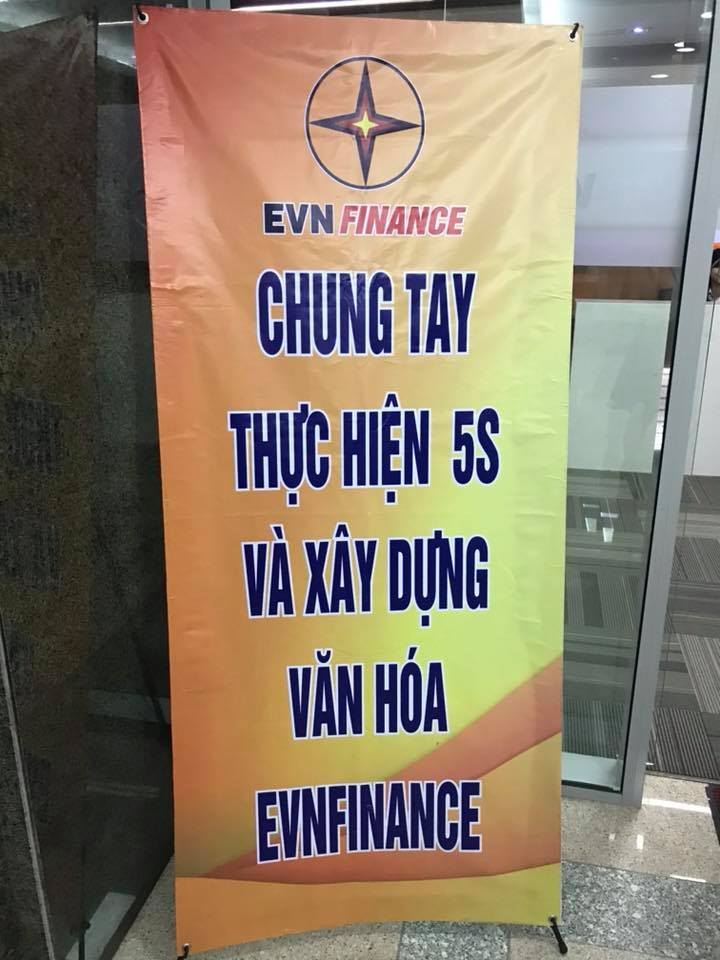 EVN FINANCE
CHUNG TAY
THỰC HIỆN 5S
VÀ XÂY DỰNG
VĂN HÓA
EVNFINANCE